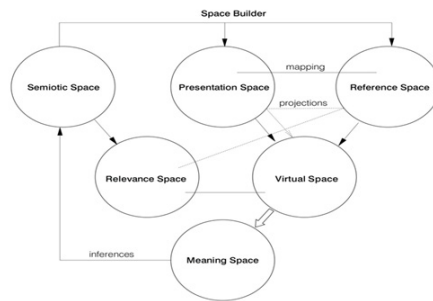 Space Builder
mapping
Semiotic Space
Presentation Space
Reference Space
projections
Relevance Space
Virtual Space
inferences
Meaning Space